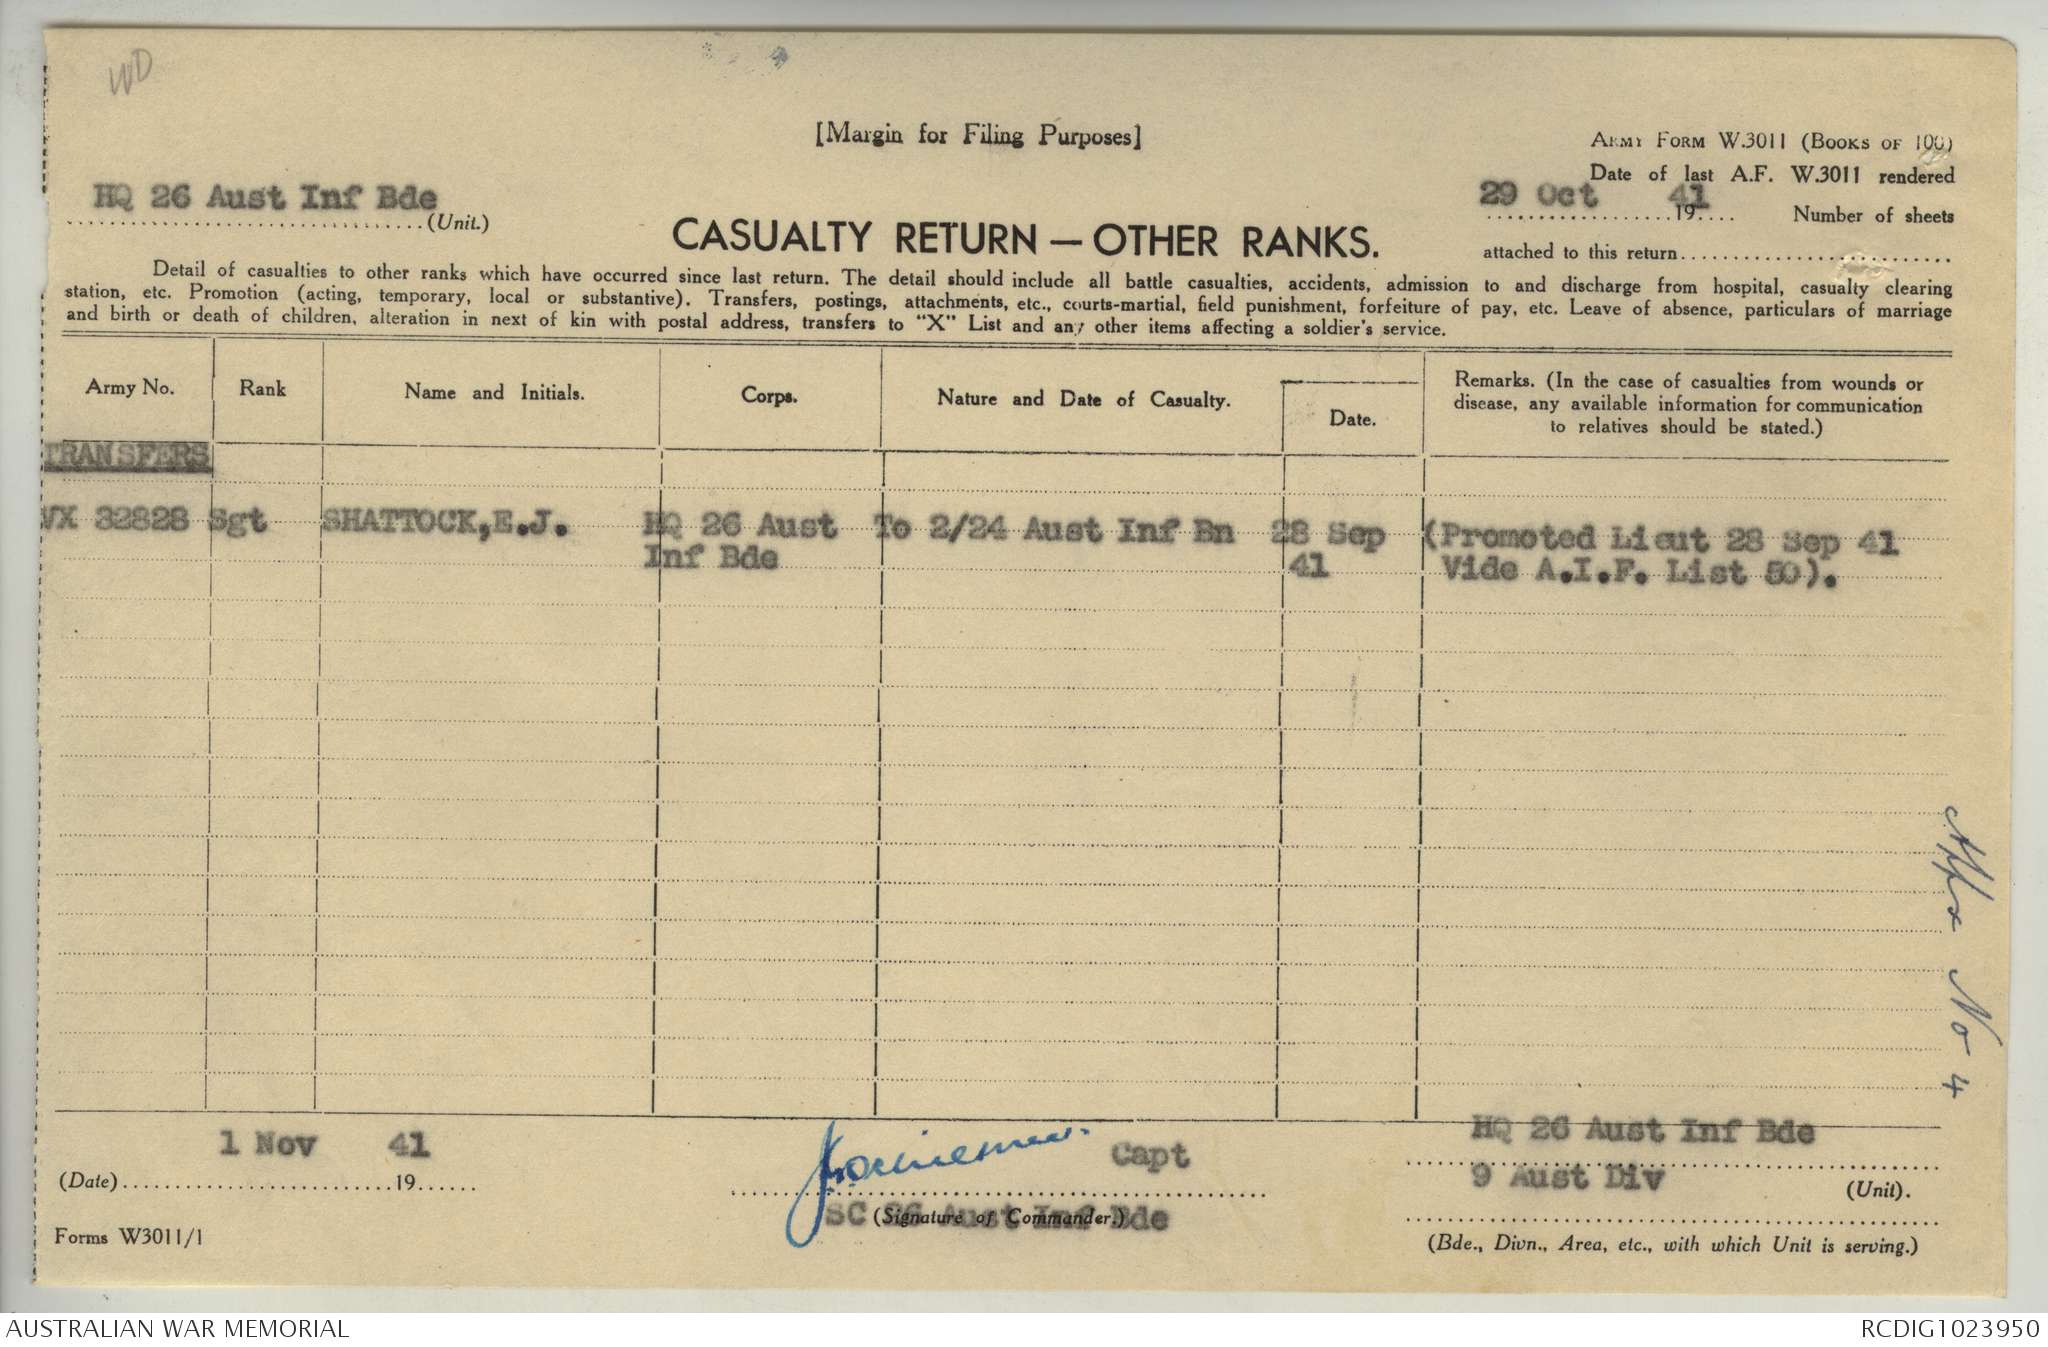 WD
[Margin for Filing Purposes]
ARMY FORM W.3011 (BOOKS OF 100)
Date of last A.F. W.3011 rendered
HQ 26 Aust Inf Bde (Unit.)
29 Oct 1941 Number of sheets
CASUALTY RETURN — OTHER RANKS.
attached to this return
Detail of casualties to other ranks which have occurred since last return. The detail should include all battle casualties, accidents, admission to and discharge from hospital, casualty clearing
station, etc. Promotion (acting, temporary, local or substantive). Transfers, postings, attachments, etc., courts-martial, field punishment, forfeiture of pay, etc. Leave of absence, particulars of marriage
and birth or death of children, alteration in next of kin with postal address, transfers to "X" List and any other items affecting a soldier's service.
Army No. Rank Name and Initials. Corps. Nature and Date of Casualty. Date. Remarks. (In the case of casualties from wounds or
disease, any available information for communication
to relatives should be stated.)
TRANSFERS
VX 32828 Sgt SHATTOCK,E.J. HQ 26 Aust To 2/24 Aust Inf Bn 28 Sep (Promoted Lieut 28 Sep 41
Inf Bde 41 Vide A.I.F. List 50).
Appx No 4
1 Nov 41 Capt HQ 26 Aust Inf Bde
(Date) 19 9 Aust Div (Unit).
SC 26 Aust Inf Bde
(Signature of Commander.)
Forms W3011/1 (Bde., Divn., Area, etc., with which Unit is serving.)
AUSTRALIAN WAR MEMORIAL RCDIG1023950